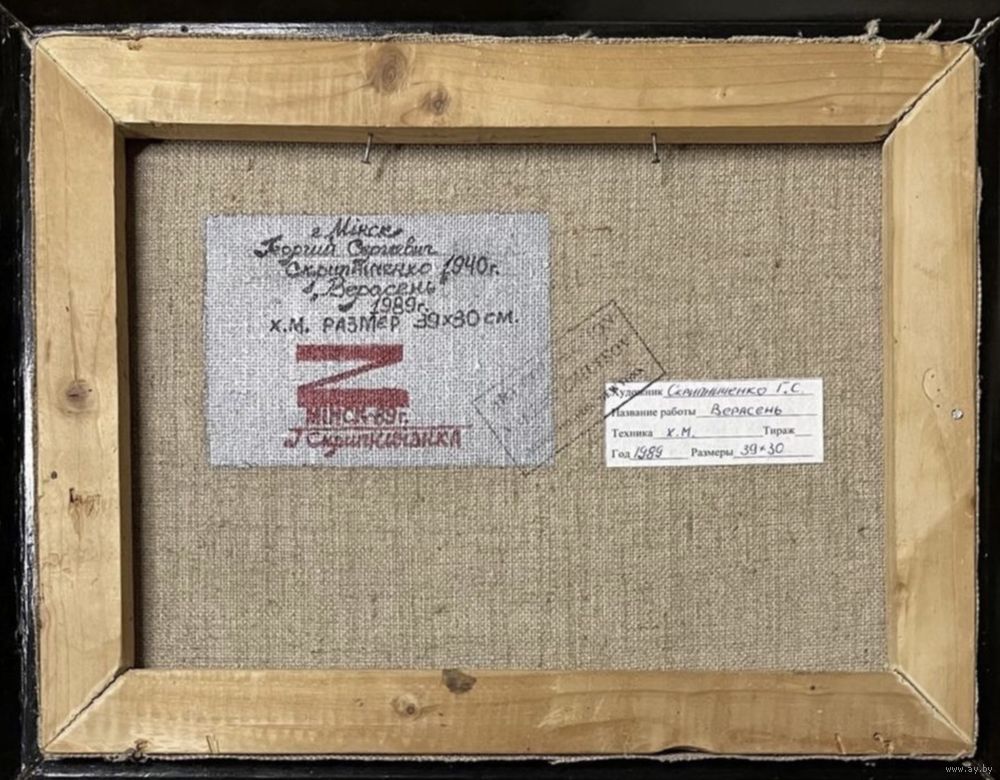 г. Мінск
Георгий Сергеевич
Скрипниченко 1940г.
"Верасень"
1989г.
Х.М. РАЗМЕР 39х30 СМ.
МІНСК-89г.
Г Скрипнічэнка
Художник Скрипниченко Г.С.
Название работы Верасень
Техника Х.М. Тираж
Год 1989 Размеры 39×30
www.ay.by